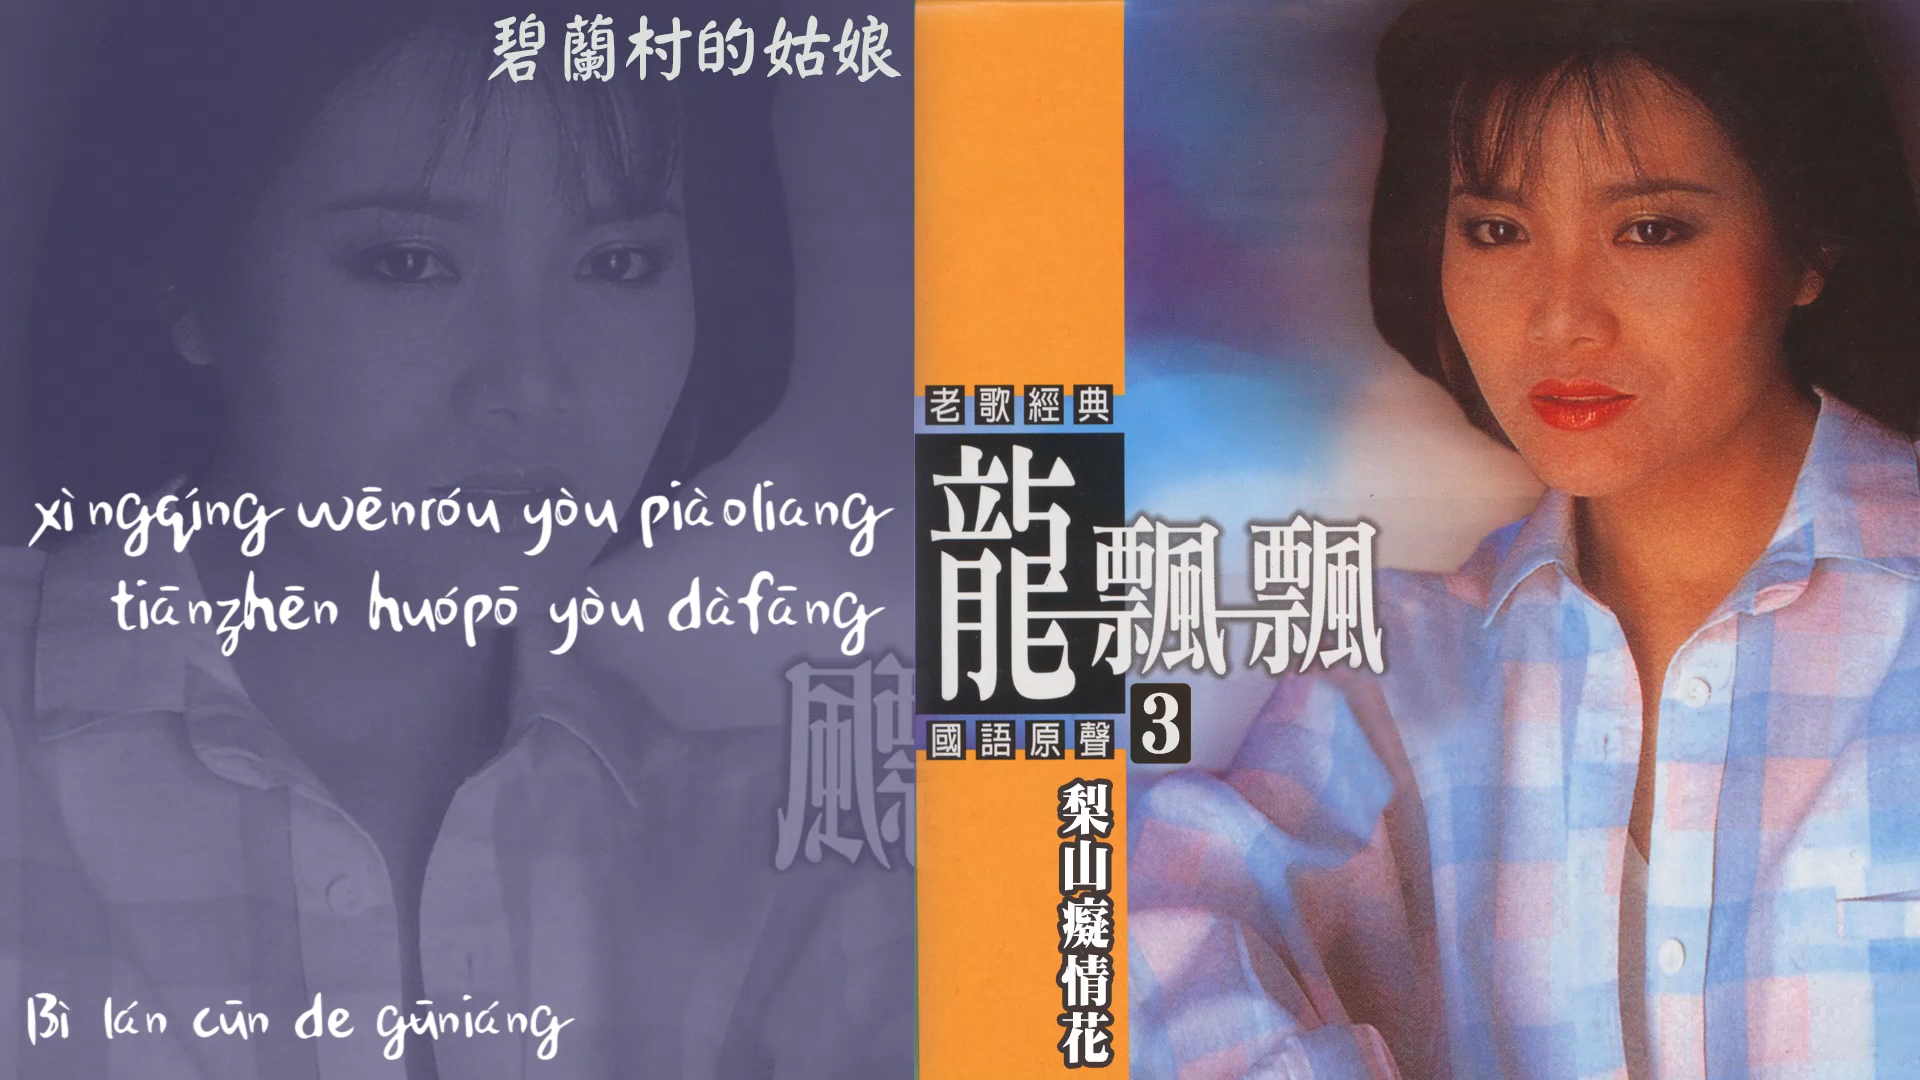 碧蘭村的姑娘
xìngqíng wēnróu yòu piàoliang
tiānzhēn huópō yòu dàfāng
Bì lán cūn de gūniáng
老歌經典
龍飄飄
國語原聲
3
梨山癡情花